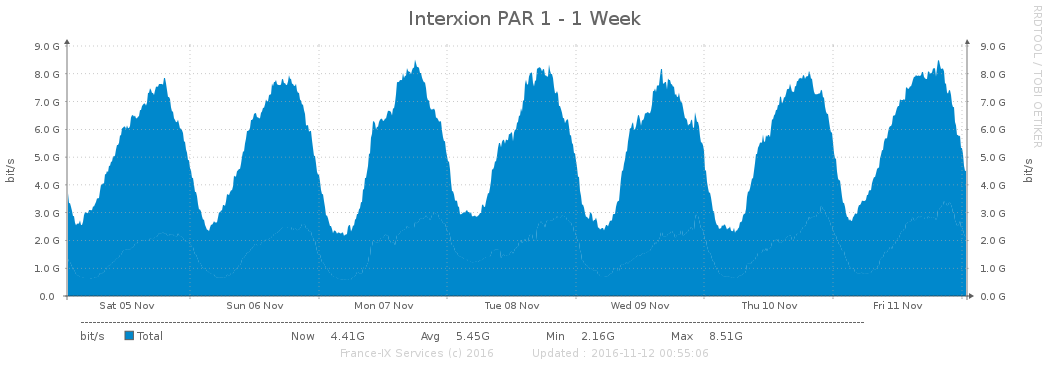 Interxion PAR 1 - 1 Week
RRDTOOL / TOBI OETIKER
9.0 G 9.0 G
8.0 G 8.0 G
7.0 G 7.0 G
6.0 G 6.0 G
5.0 G 5.0 G
4.0 G 4.0 G
3.0 G 3.0 G
2.0 G 2.0 G
1.0 G 1.0 G
0.0 0.0 G
bit/s bit/s
Sat 05 Nov Sun 06 Nov Mon 07 Nov Tue 08 Nov Wed 09 Nov Thu 10 Nov Fri 11 Nov
bit/s Total Now 4.41G Avg 5.45G Min 2.16G Max 8.51G
France-IX Services (c) 2016 Updated : 2016-11-12 00:55:06